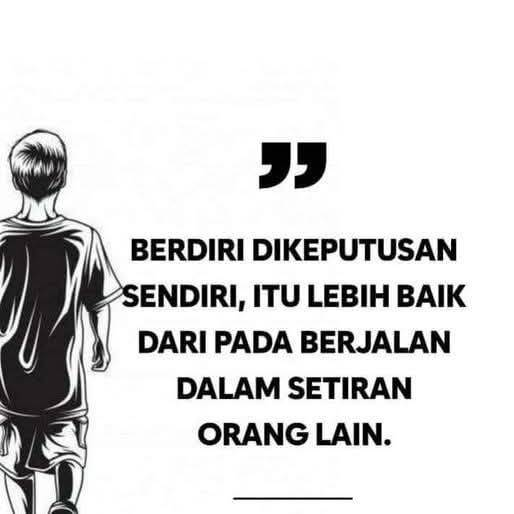 ”
BERDIRI DIKEPUTUSAN
SENDIRI, ITU LEBIH BAIK
DARI PADA BERJALAN
DALAM SETIRAN
ORANG LAIN.